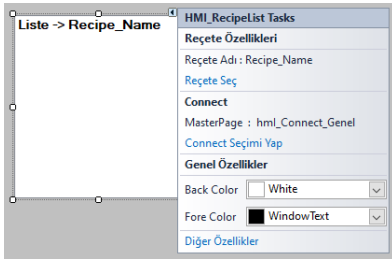 Liste -> Recipe_Name
HMI_RecipeList Tasks
Reçete Özellikleri
Reçete Adı : Recipe_Name
Reçete Seç
Connect
MasterPage : hml_Connect_Genel
Connect Seçimi Yap
Genel Özellikler
Back Color White
Fore Color WindowText
Diğer Özellikler